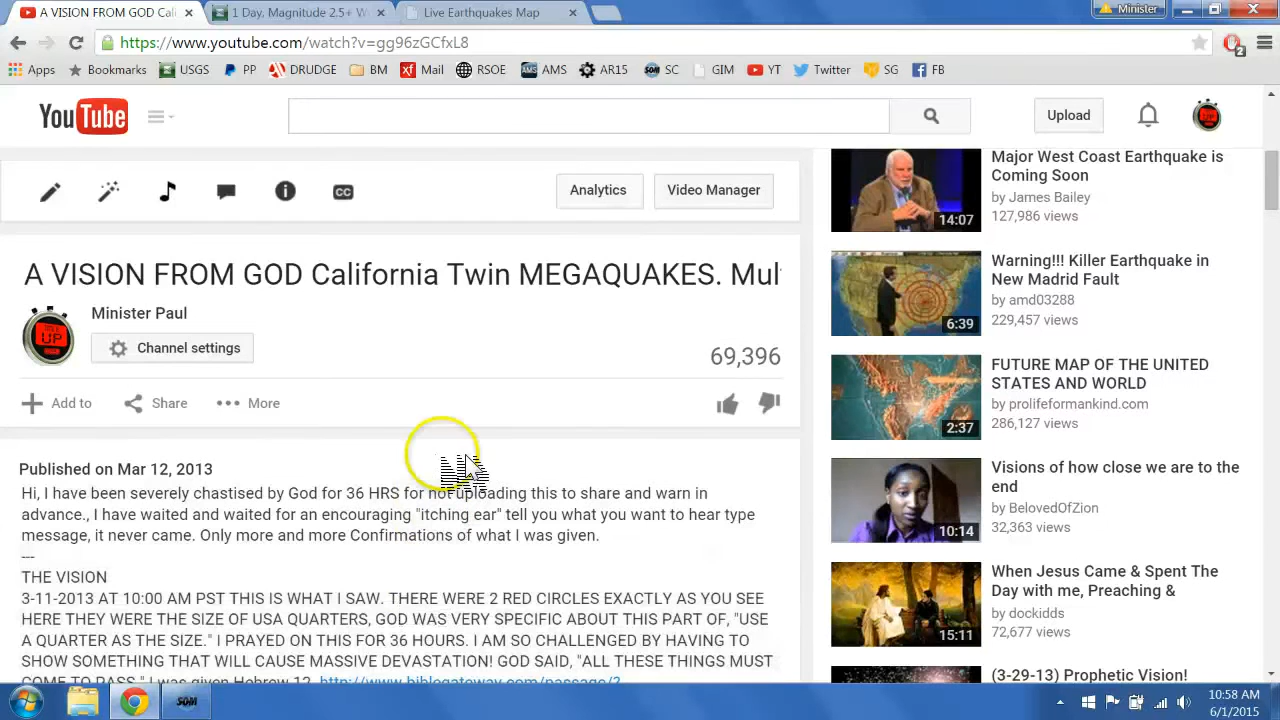 A VISION FROM GOD Cali
1 Day, Magnitude 2.5+ W
Live Earthquakes Map
Minister
https://www.youtube.com/watch?v=gg96zGCfxL8
2
Apps
Bookmarks
USGS
PP
DRUDGE
BM
Mail
RSOE
AMS
AR15
SC
GIM
YT
Twitter
SG
FB
YouTube
Upload
Analytics
Video Manager
A VISION FROM GOD California Twin MEGAQUAKES. Mul
Minister Paul
Channel settings
69,396
Add to
Share
More
Published on Mar 12, 2013
Hi, I have been severely chastised by God for 36 HRS for not uploading this to share and warn in
advance., I have waited and waited for an encouraging "itching ear" tell you what you want to hear type
message, it never came. Only more and more Confirmations of what I was given.
---
THE VISION
3-11-2013 AT 10:00 AM PST THIS IS WHAT I SAW. THERE WERE 2 RED CIRCLES EXACTLY AS YOU SEE
HERE THEY WERE THE SIZE OF USA QUARTERS, GOD WAS VERY SPECIFIC ABOUT THIS PART OF, "USE
A QUARTER AS THE SIZE." I PRAYED ON THIS FOR 36 HOURS. I AM SO CHALLENGED BY HAVING TO
SHOW SOMETHING THAT WILL CAUSE MASSIVE DEVASTATION! GOD SAID, "ALL THESE THINGS MUST
Major West Coast Earthquake is
Coming Soon
by James Bailey
127,986 views
14:07
Warning!!! Killer Earthquake in
New Madrid Fault
by amd03288
229,457 views
6:39
FUTURE MAP OF THE UNITED
STATES AND WORLD
by prolifeformankind.com
286,127 views
2:37
Visions of how close we are to the
end
by BelovedOfZion
32,363 views
10:14
When Jesus Came & Spent The
Day with me, Preaching &
by dockidds
72,677 views
15:11
(3-29-13) Prophetic Vision!
10:58 AM
6/1/2015